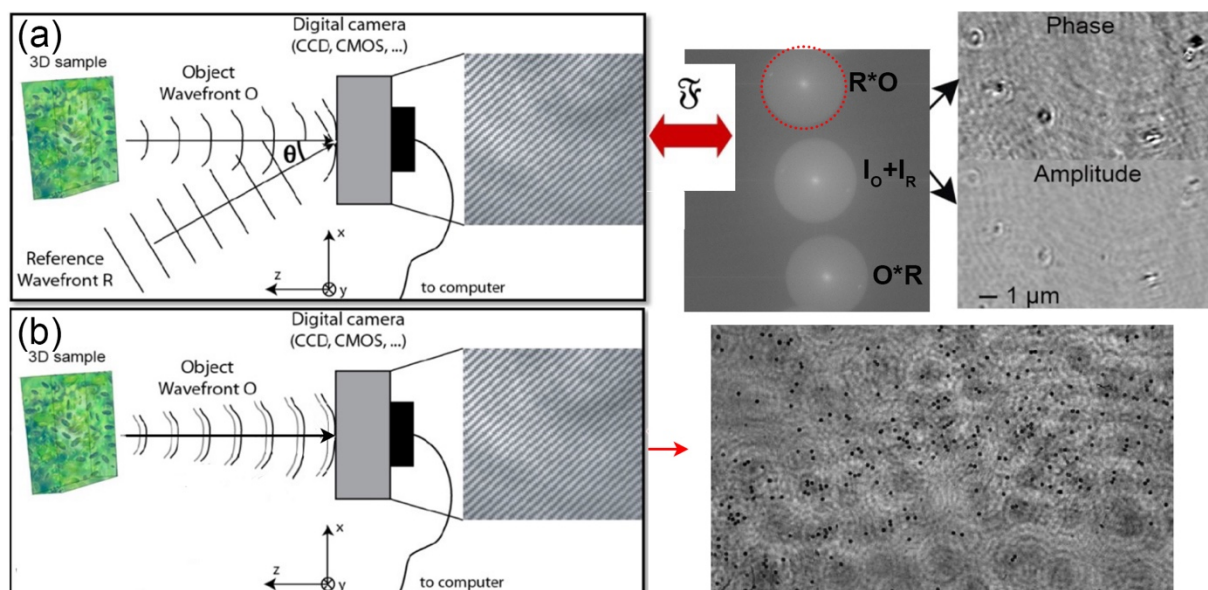 (a)
3D sample
Object
Wavefront O
Digital camera
(CCD, CMOS, ...)
θ
Reference
Wavefront R
x
z
y
to computer
𝔉
R*O
I_O+I_R
O*R
Phase
Amplitude
1 µm
(b)
3D sample
Object
Wavefront O
Digital camera
(CCD, CMOS, ...)
x
z
y
to computer